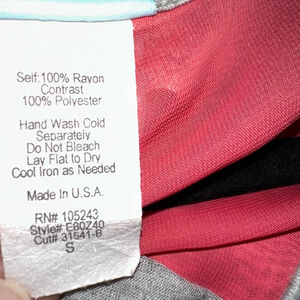 Self: 100% Rayon
Contrast
100% Polyester
Hand Wash Cold
Separately
Do Not Bleach
Lay Flat to Dry
Cool Iron as Needed
Made In U.S.A.
RN# 105243
Style# E80Z40
Cut# 31541-B
S